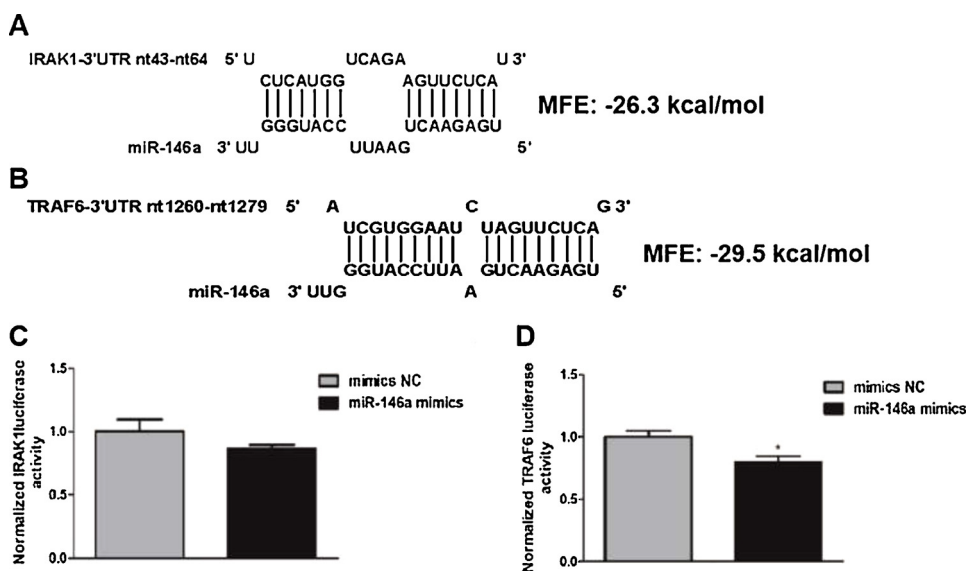 A
IRAK1-3'UTR nt43-nt64 5' U UCAGA U 3'
CUCAUGG AGUUCUCA
GGGUACC UCAAGAGU
miR-146a 3' UU UUAAG 5'
MFE: -26.3 kcal/mol
B
TRAF6-3'UTR nt1260-nt1279 5' A C G 3'
UCGUGGAAU UAGUUCUCA
GGUACCUUA GUCAAGAGU
miR-146a 3' UUG A 5'
MFE: -29.5 kcal/mol
C
Normalized IRAK1luciferase
activity
1.5
1.0
0.5
0.0
mimics NC
miR-146a mimics
D
Normalized TRAF6 luciferase
activity
1.5
1.0
0.5
0.0
*
mimics NC
miR-146a mimics